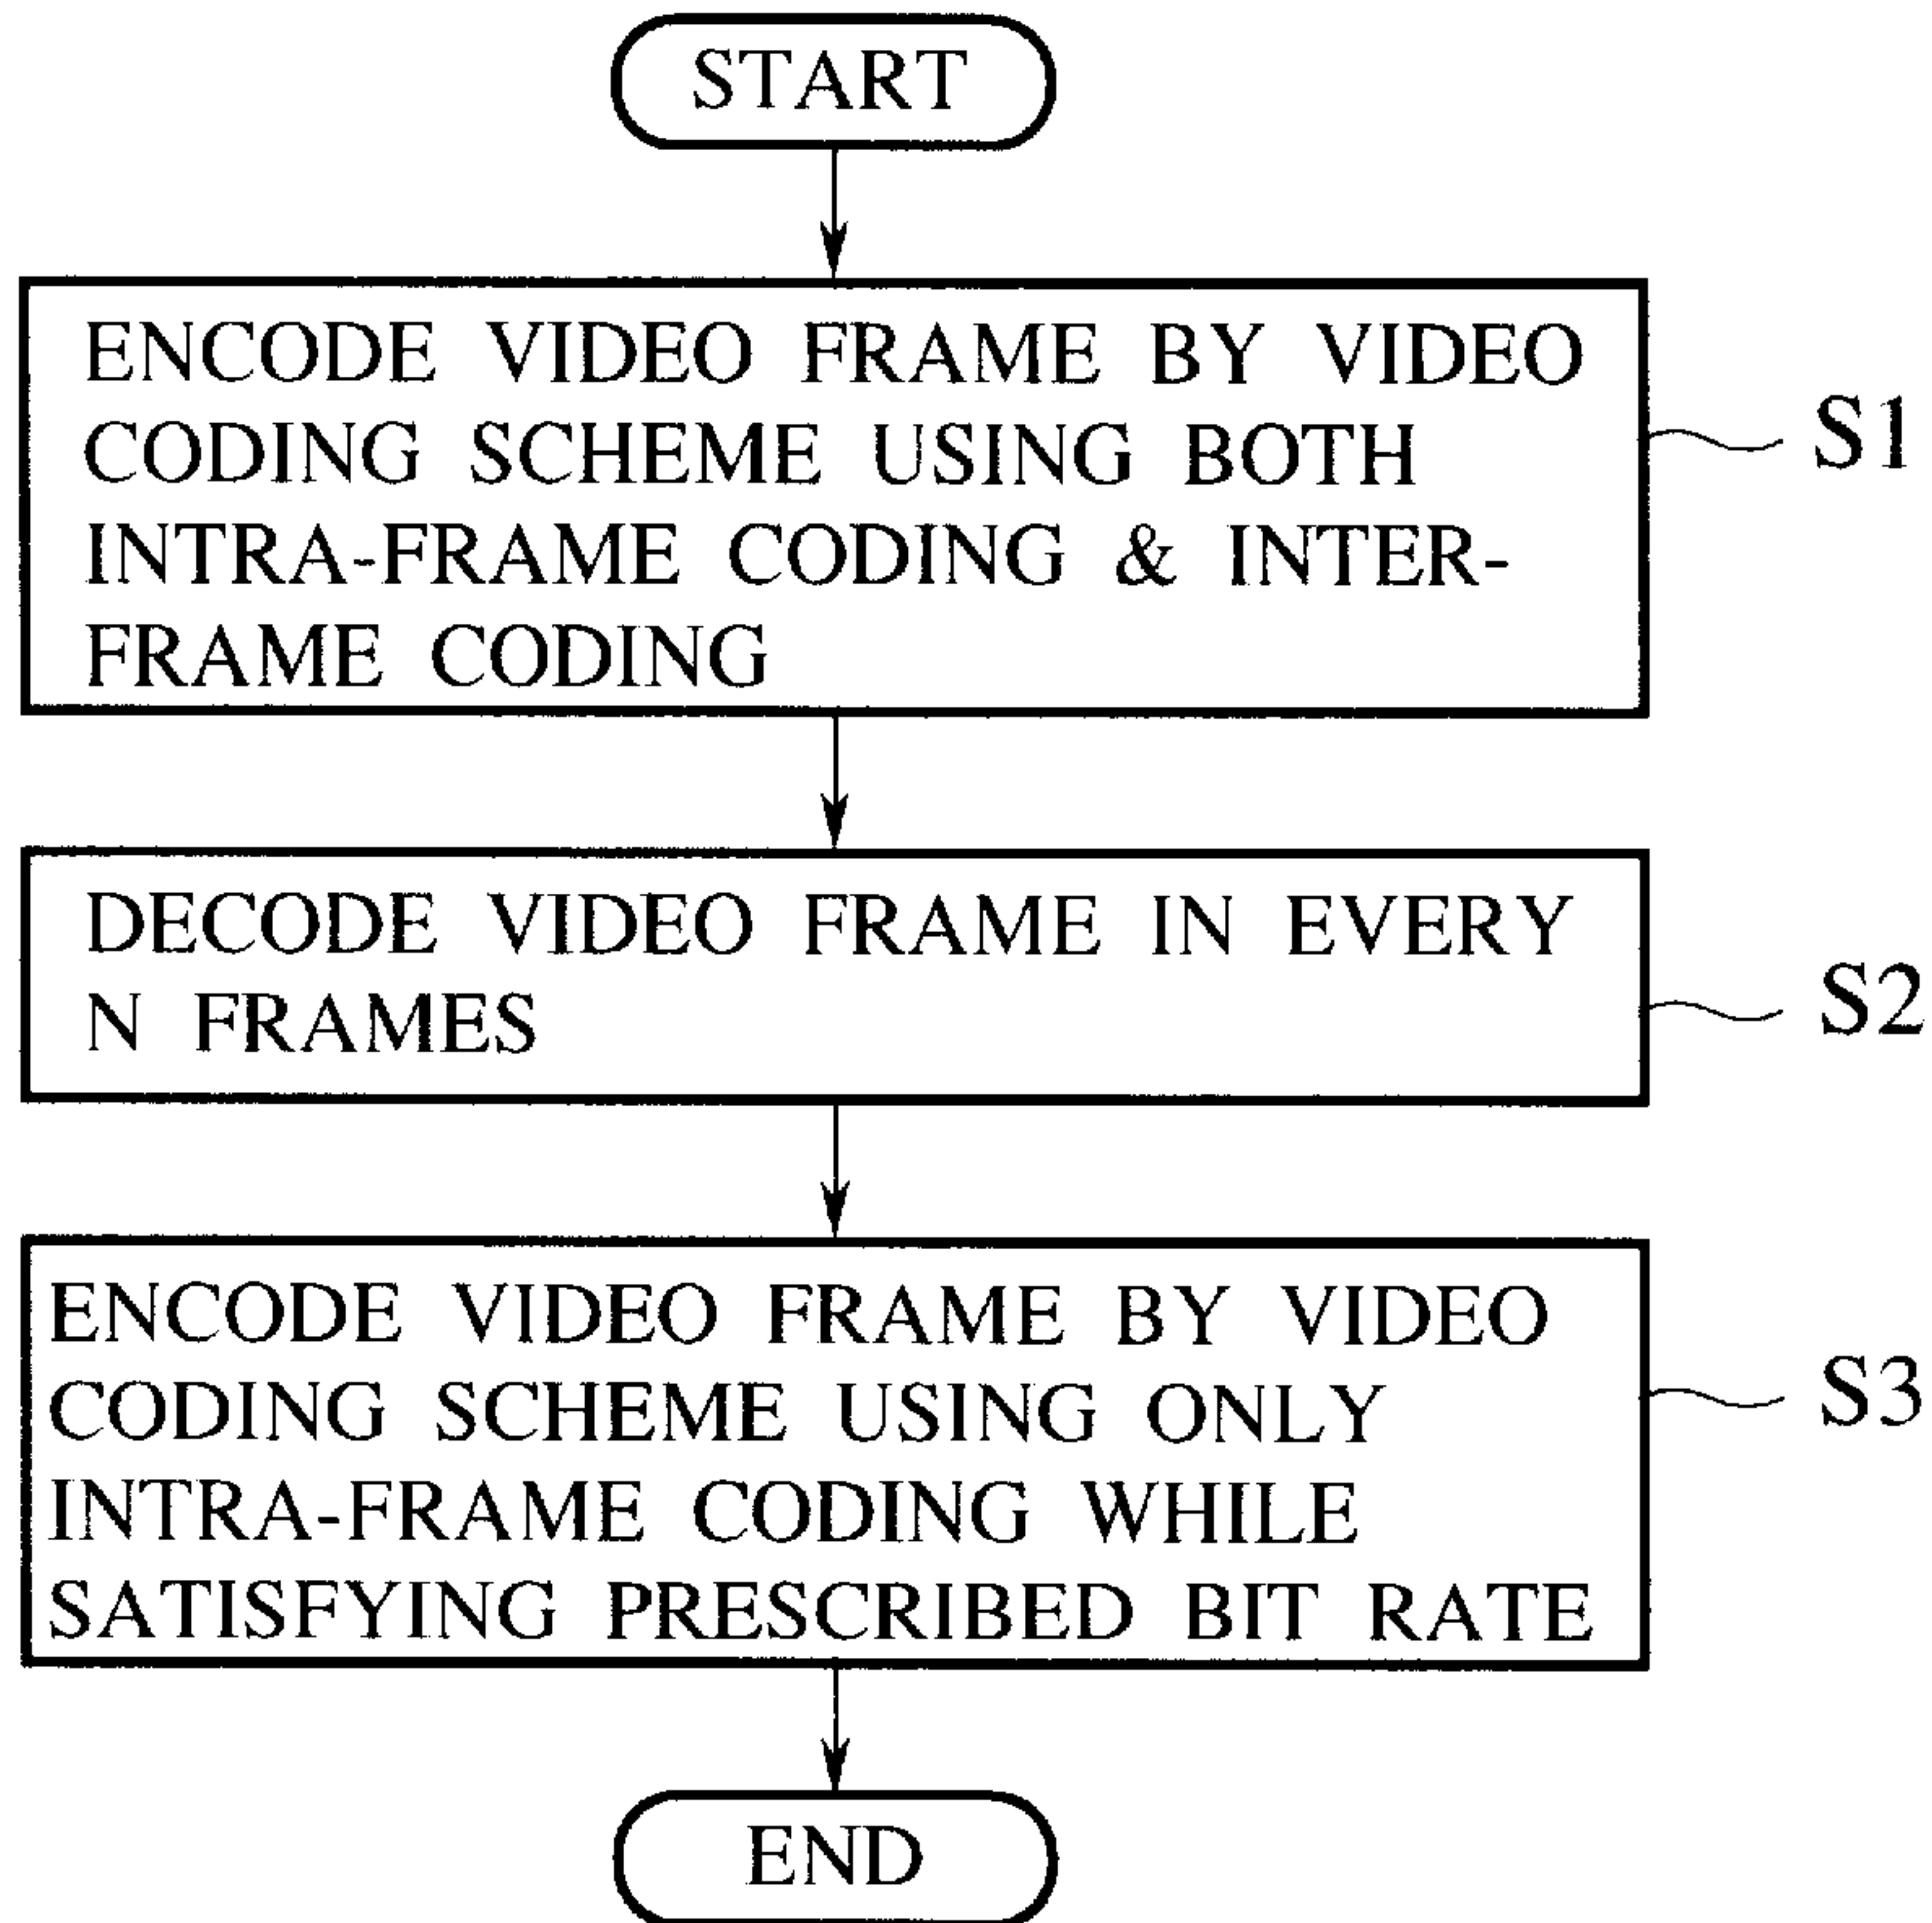 START
ENCODE VIDEO FRAME BY VIDEO
CODING SCHEME USING BOTH
INTRA-FRAME CODING & INTER-
FRAME CODING
S1
DECODE VIDEO FRAME IN EVERY
N FRAMES
S2
ENCODE VIDEO FRAME BY VIDEO
CODING SCHEME USING ONLY
INTRA-FRAME CODING WHILE
SATISFYING PRESCRIBED BIT RATE
S3
END